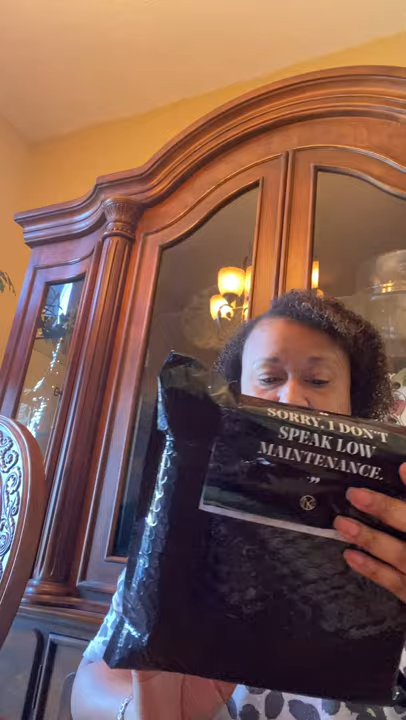 "
SORRY, I DON'T
SPEAK LOW
MAINTENANCE.
"
K